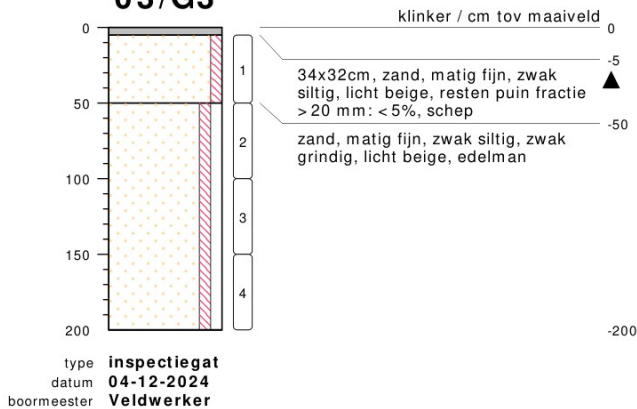 klinker / cm tov maaiveld
0
0
-5
34x32cm, zand, matig fijn, zwak
siltig, licht beige, resten puin fractie
1
> 20 mm: < 5%, schep
50
-50
zand, matig fijn, zwak siltig, zwak
2
grindig, licht beige, edelman
100
3
150
4
200
-200
type inspectiegat
datum 04-12-2024
boormeester Veldwerker